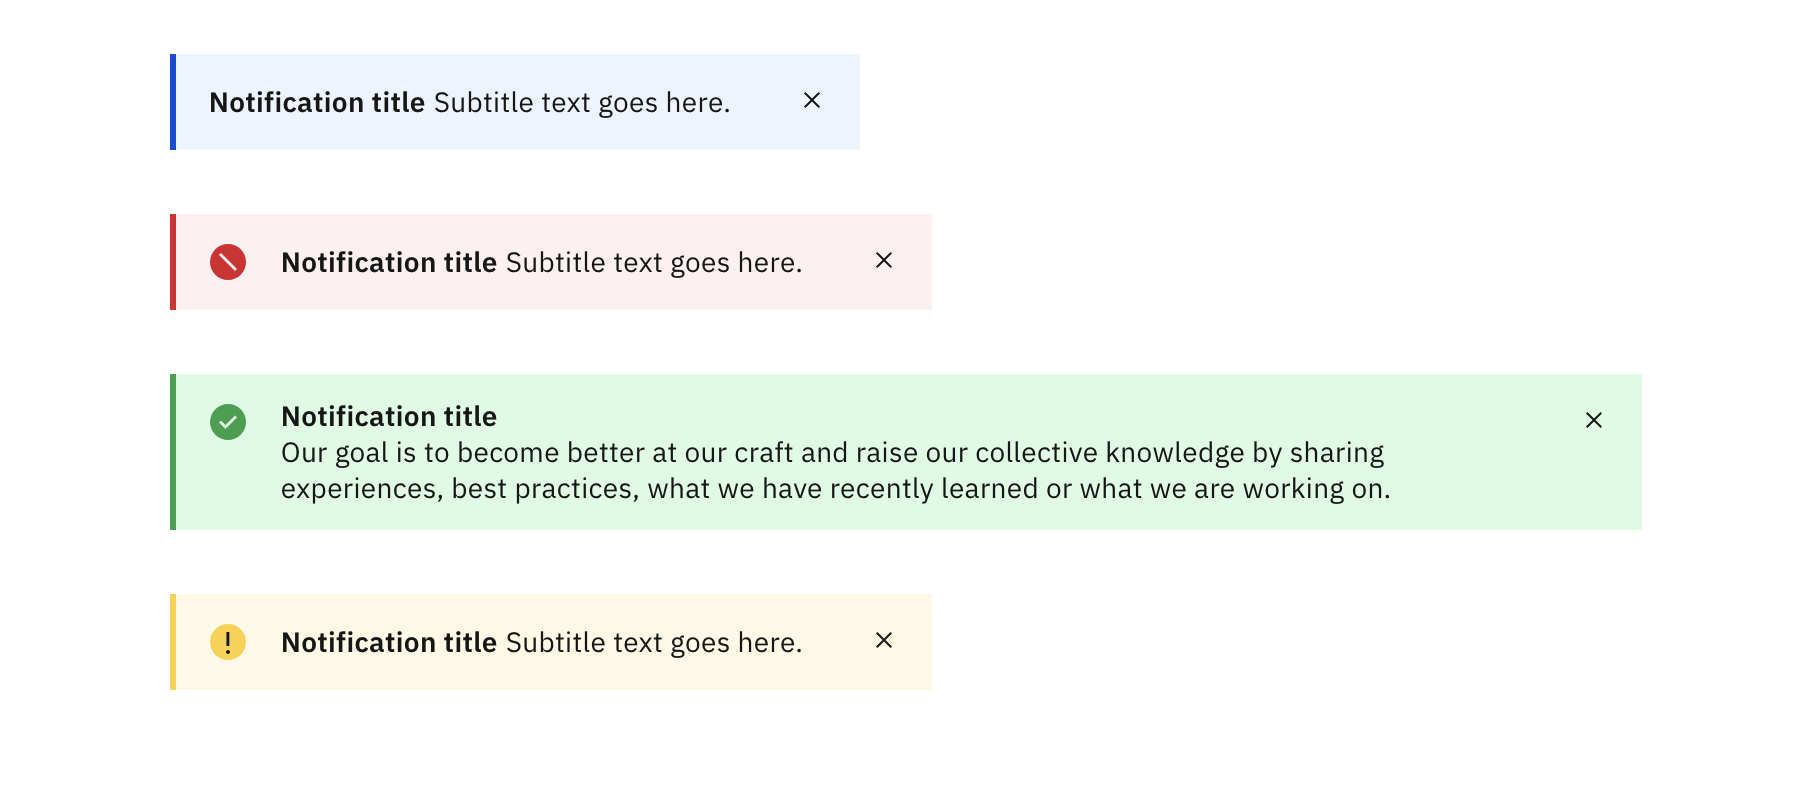 Notification title Subtitle text goes here.
Notification title Subtitle text goes here.
Notification title
Our goal is to become better at our craft and raise our collective knowledge by sharing
experiences, best practices, what we have recently learned or what we are working on.
Notification title Subtitle text goes here.